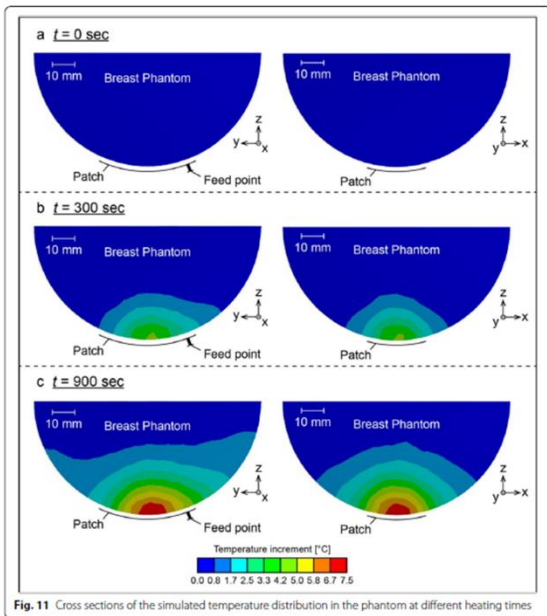 a t = 0 sec
10 mm
Breast Phantom
z
y
x
Patch
Feed point
10 mm
Breast Phantom
z
y
x
Patch
b t = 300 sec
10 mm
Breast Phantom
z
y
x
Patch
Feed point
10 mm
Breast Phantom
z
y
x
Patch
c t = 900 sec
10 mm
Breast Phantom
z
y
x
Patch
Feed point
10 mm
Breast Phantom
z
y
x
Patch
Temperature increment [°C]
0.0 0.8 1.7 2.5 3.3 4.2 5.0 5.8 6.7 7.5
Fig. 11 Cross sections of the simulated temperature distribution in the phantom at different heating times